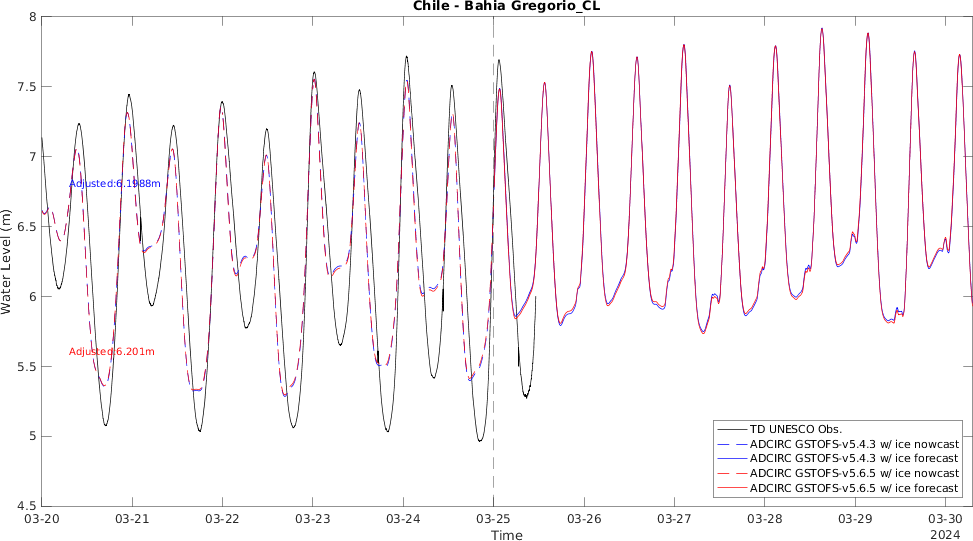 Chile - Bahia Gregorio_CL
8
7.5
7
6.5
6
5.5
5
4.5
Water Level (m)
Adjusted:6.1988m
Adjusted:6.201m
TD UNESCO Obs.
ADCIRC GSTOFS-v5.4.3 w/ ice nowcast
ADCIRC GSTOFS-v5.4.3 w/ ice forecast
ADCIRC GSTOFS-v5.6.5 w/ ice nowcast
ADCIRC GSTOFS-v5.6.5 w/ ice forecast
03-20 03-21 03-22 03-23 03-24 03-25 03-26 03-27 03-28 03-29 03-30
Time
2024